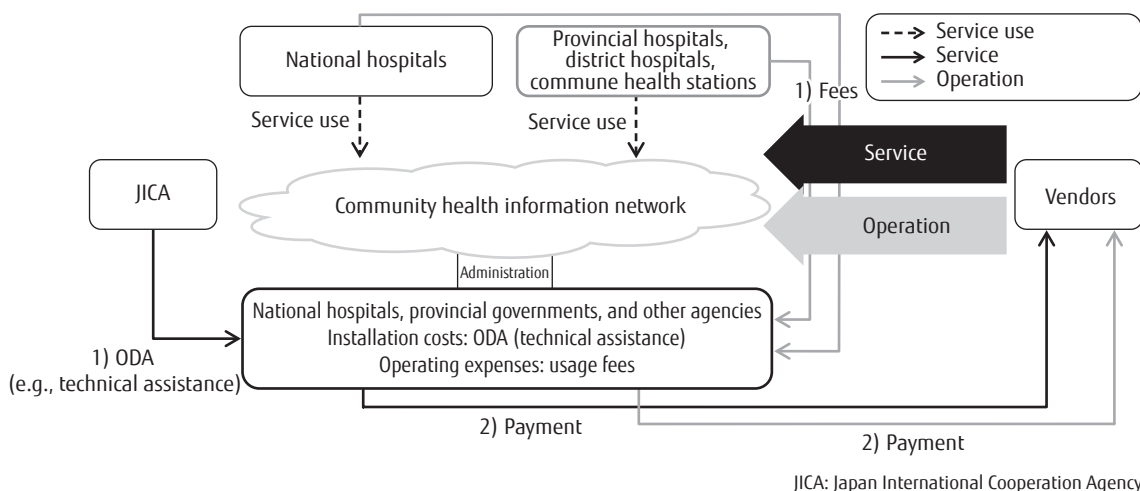 National hospitals
Provincial hospitals,
district hospitals,
commune health stations
Service use
Service
Operation
1) Fees
Service use
Service use
Service
JICA
Community health information network
Operation
Vendors
Administration
National hospitals, provincial governments, and other agencies
Installation costs: ODA (technical assistance)
Operating expenses: usage fees
1) ODA
(e.g., technical assistance)
2) Payment
2) Payment
JICA: Japan International Cooperation Agency